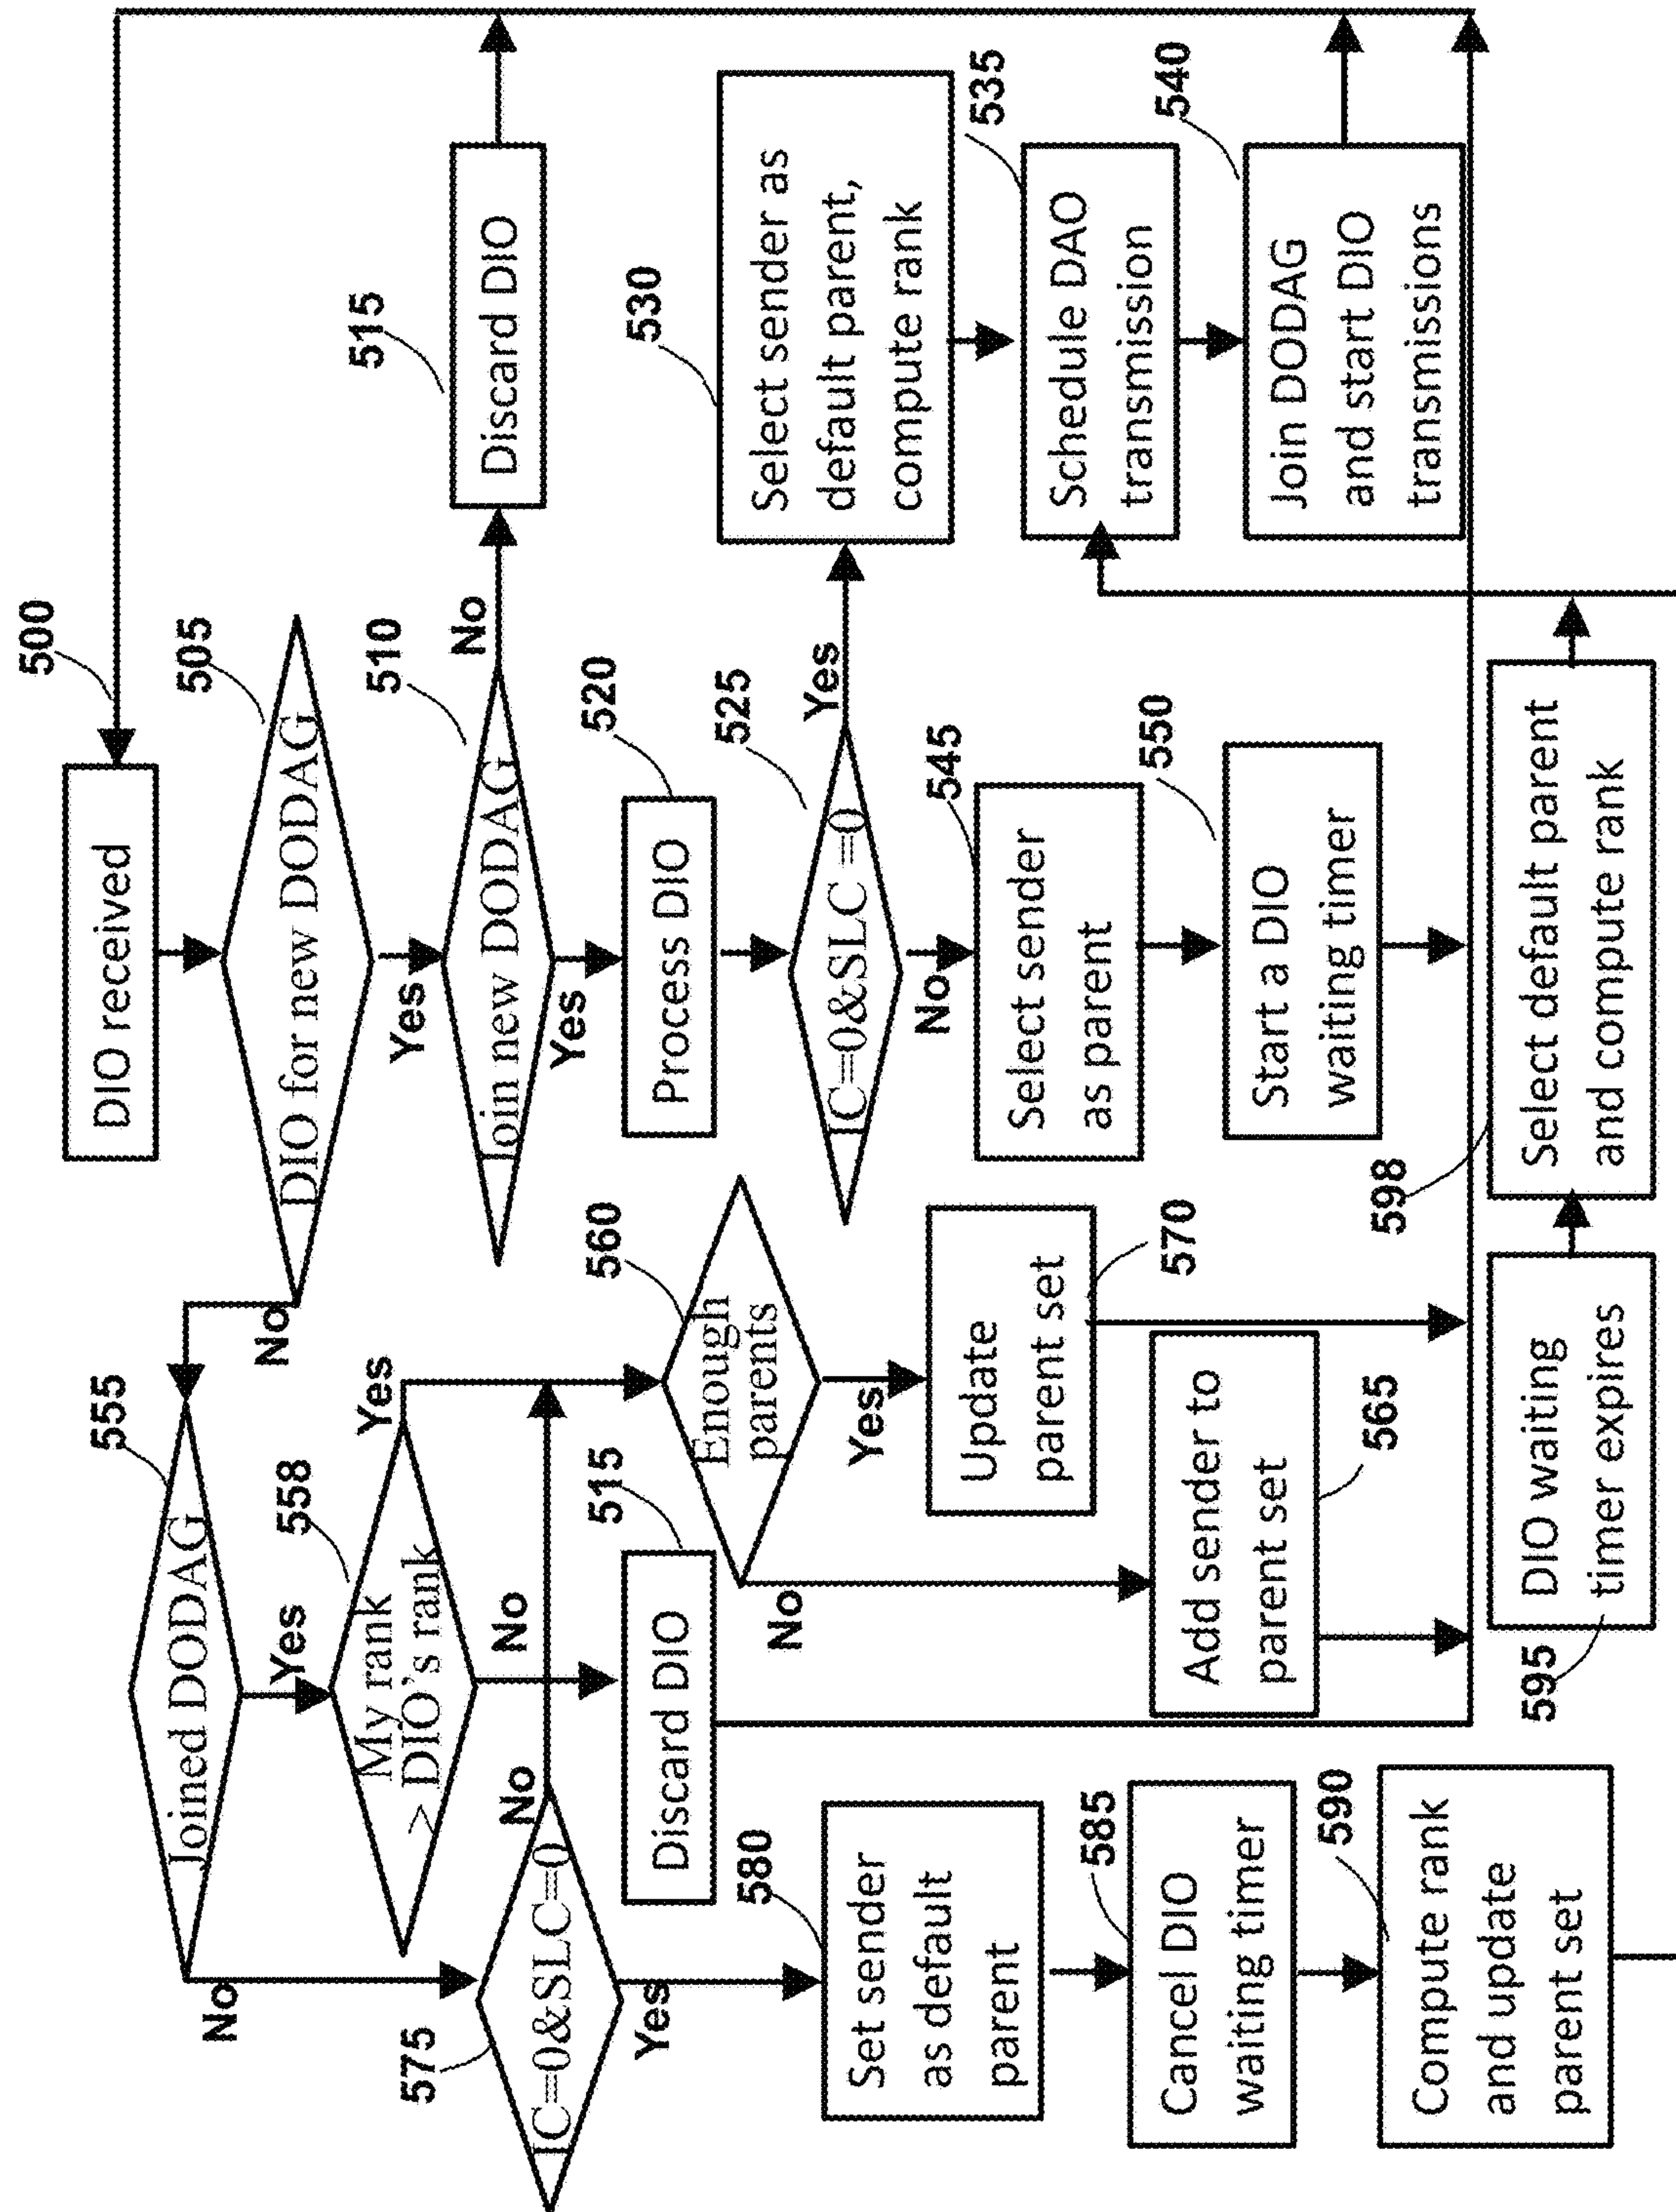 500
DIO received
505
DIO for new DODAG
No
Yes
510
Join new DODAG
No
515
Discard DIO
Yes
520
Process DIO
525
IC=0&SLC =0
Yes
530
Select sender as
default parent,
compute rank
535
Schedule DAO
transmission
540
Join DODAG
and start DIO
transmissions
No
545
Select sender
as parent
550
Start a DIO
waiting timer
555
Joined DODAG
Yes
558
My rank
> DIO's rank
Yes
No
515
Discard DIO
560
Enough
parents
Yes
570
Update
parent set
No
565
Add sender to
parent set
No
575
IC=0&SLC=0
No
Yes
580
Set sender
as default
parent
585
Cancel DIO
waiting timer
590
Compute rank
and update
parent set
595
DIO waiting
timer expires
598
Select default parent
and compute rank